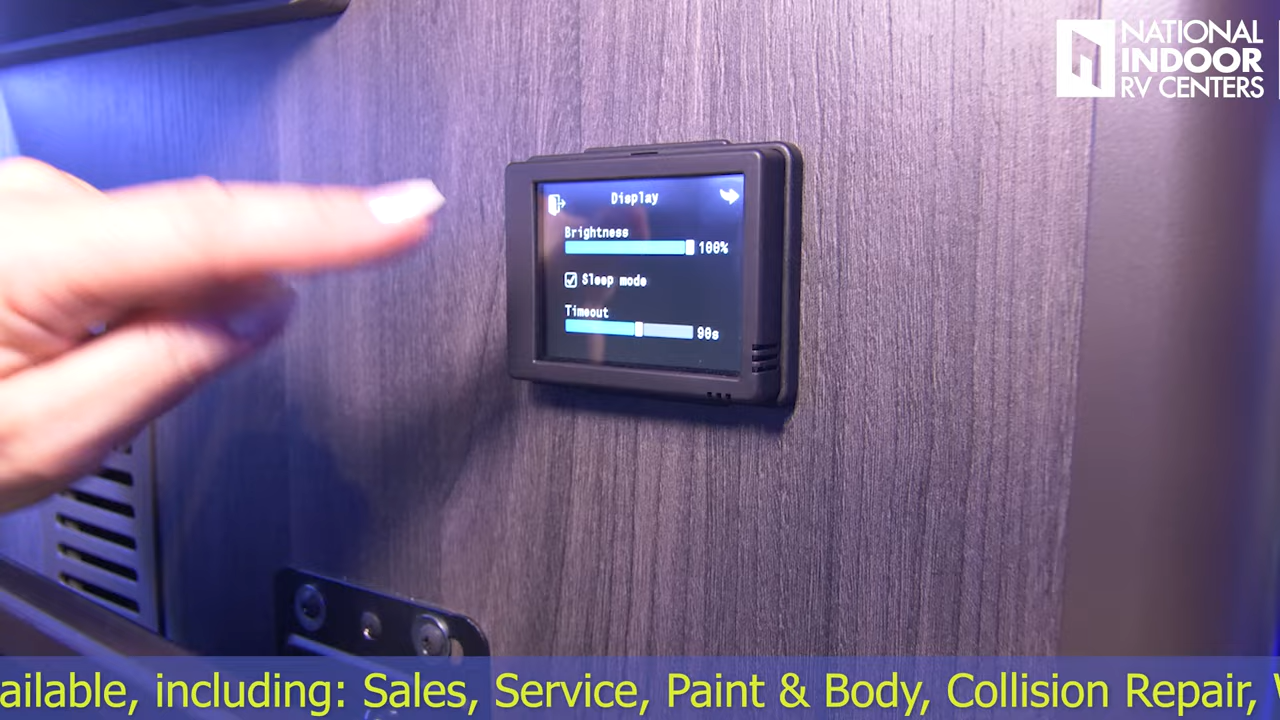 NATIONAL
INDOOR
RV CENTERS
Display
Brightness
100%
Sleep mode
Timeout
90s
ailable, including: Sales, Service, Paint & Body, Collision Repair,